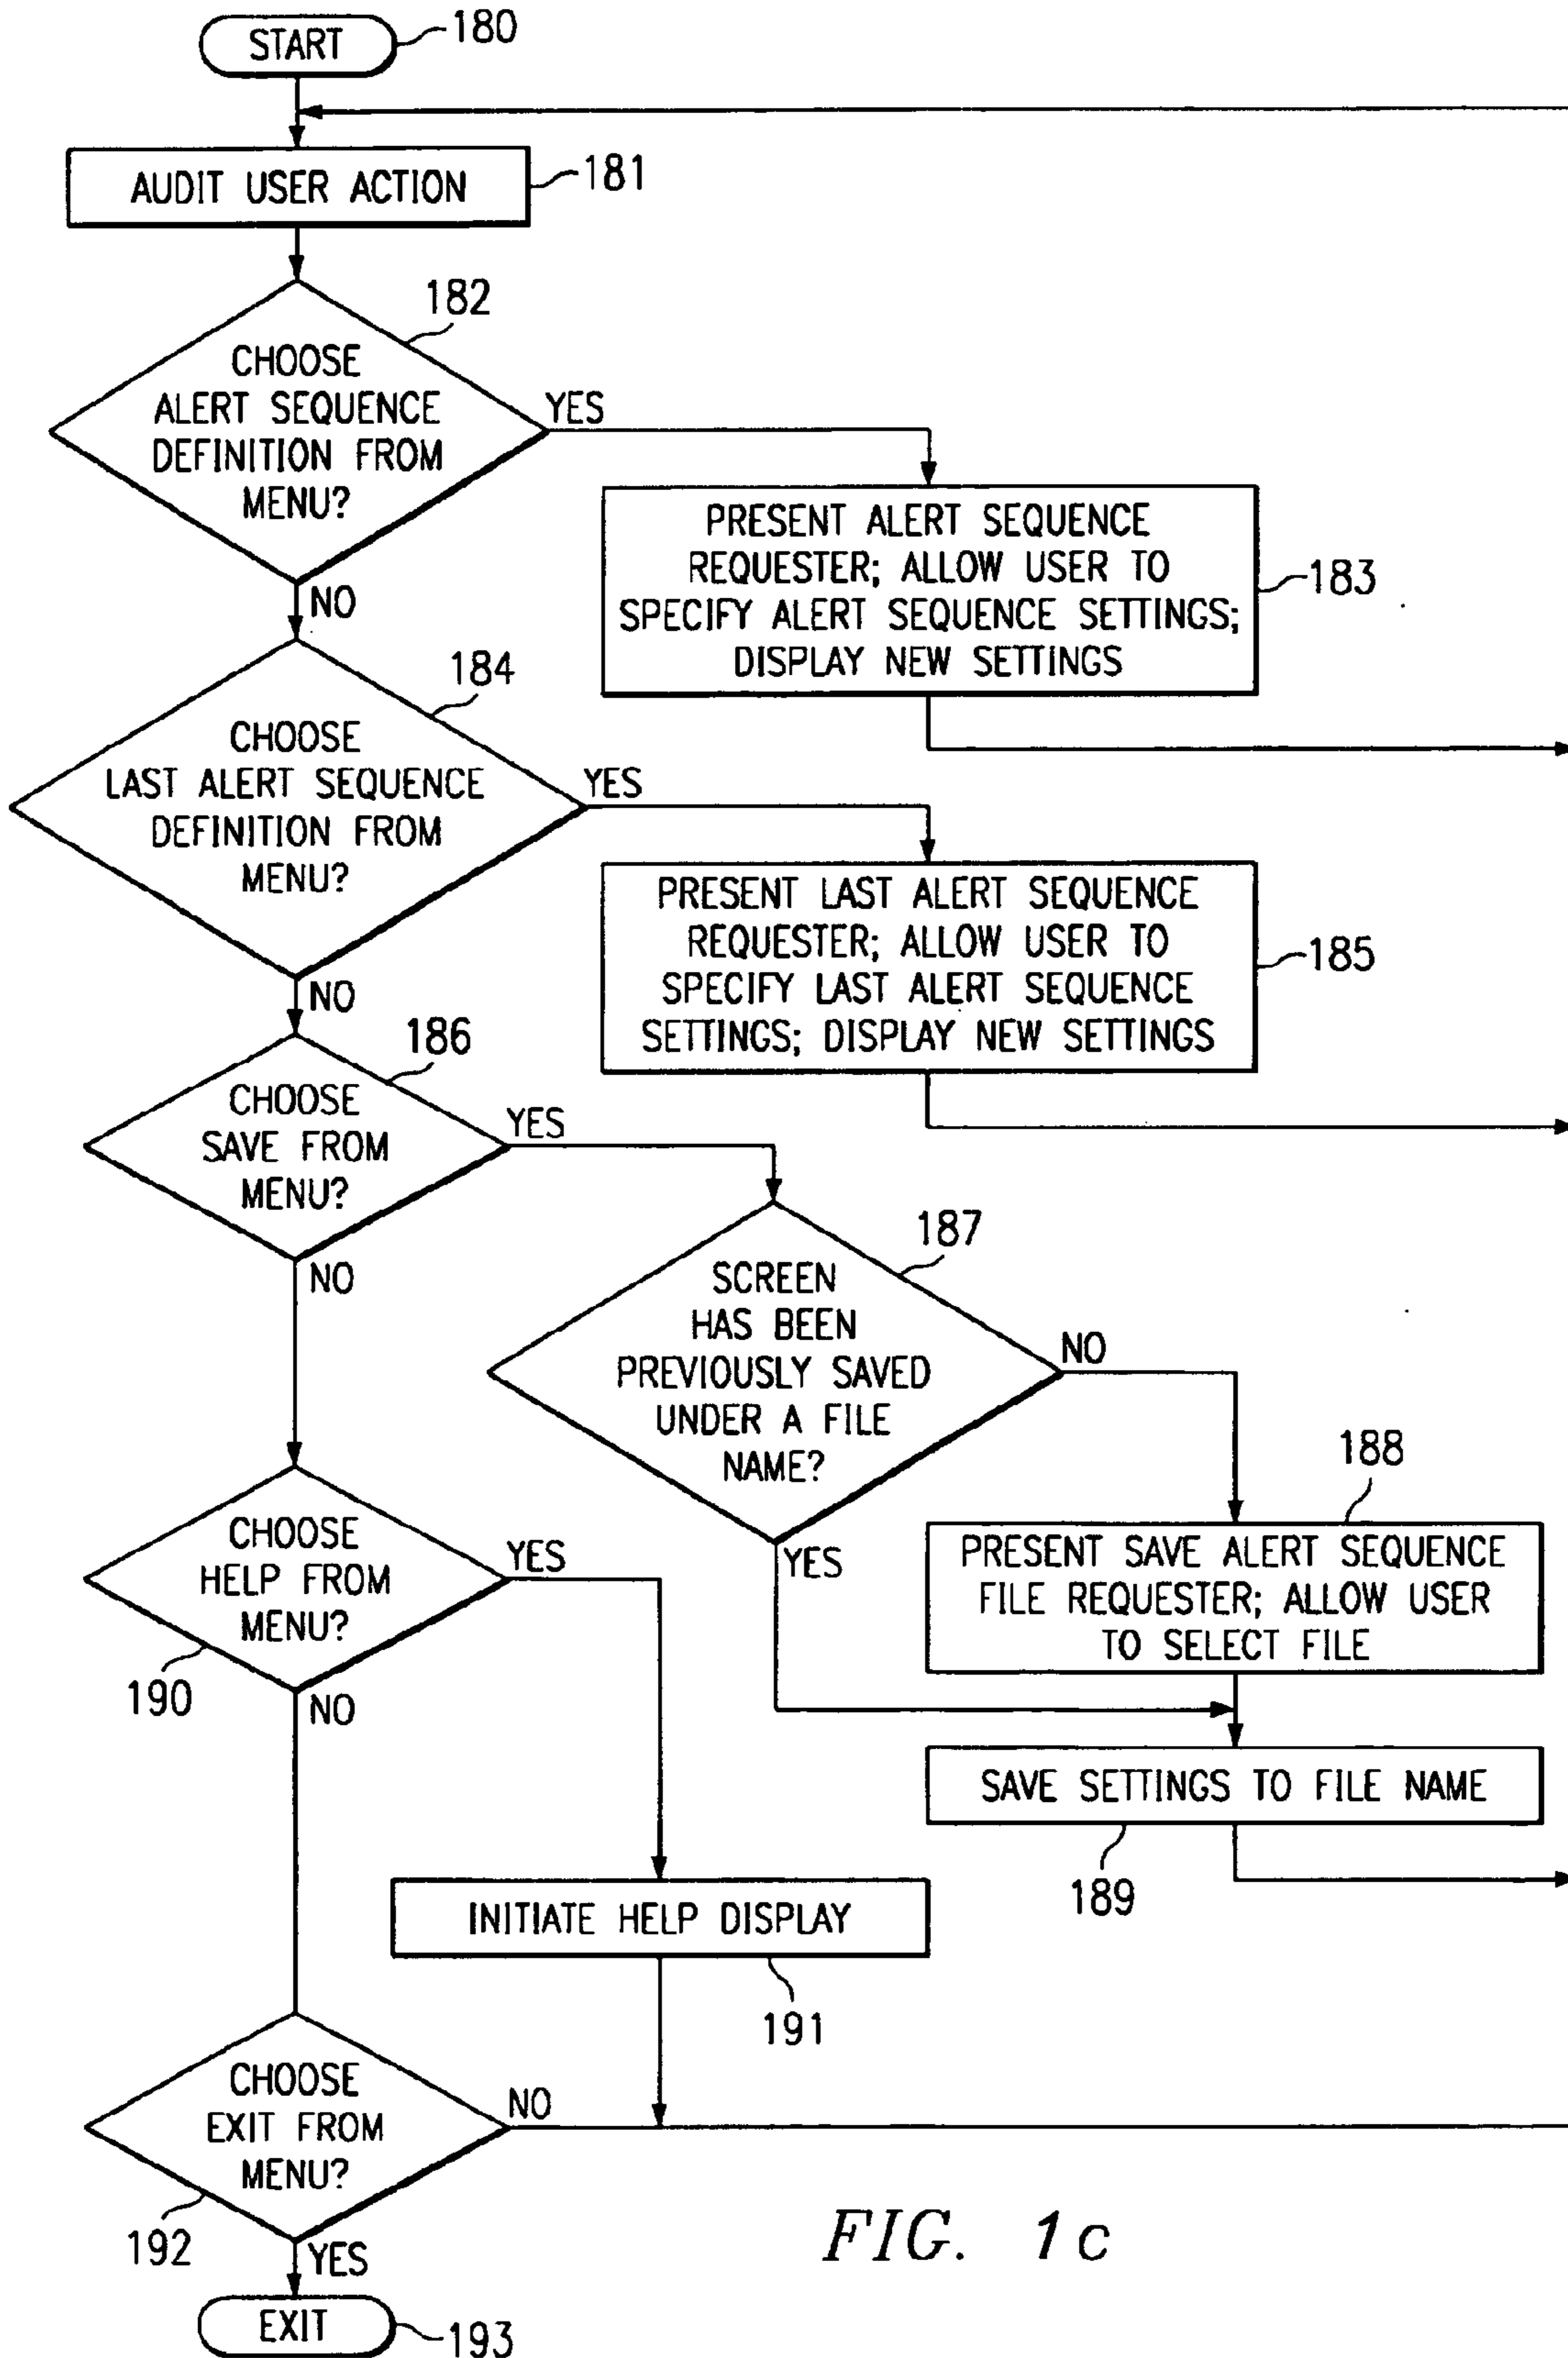 START
180
AUDIT USER ACTION
181
182
CHOOSE
ALERT SEQUENCE
DEFINITION FROM
MENU?
YES
NO
PRESENT ALERT SEQUENCE
REQUESTER; ALLOW USER TO
SPECIFY ALERT SEQUENCE SETTINGS;
DISPLAY NEW SETTINGS
183
184
CHOOSE
LAST ALERT SEQUENCE
DEFINITION FROM
MENU?
YES
NO
PRESENT LAST ALERT SEQUENCE
REQUESTER; ALLOW USER TO
SPECIFY LAST ALERT SEQUENCE
SETTINGS; DISPLAY NEW SETTINGS
185
186
CHOOSE
SAVE FROM
MENU?
YES
NO
187
SCREEN
HAS BEEN
PREVIOUSLY SAVED
UNDER A FILE
NAME?
NO
YES
188
PRESENT SAVE ALERT SEQUENCE
FILE REQUESTER; ALLOW USER
TO SELECT FILE
SAVE SETTINGS TO FILE NAME
189
CHOOSE
HELP FROM
MENU?
YES
190
NO
INITIATE HELP DISPLAY
191
CHOOSE
EXIT FROM
MENU?
NO
192
YES
EXIT
193
FIG. 1c